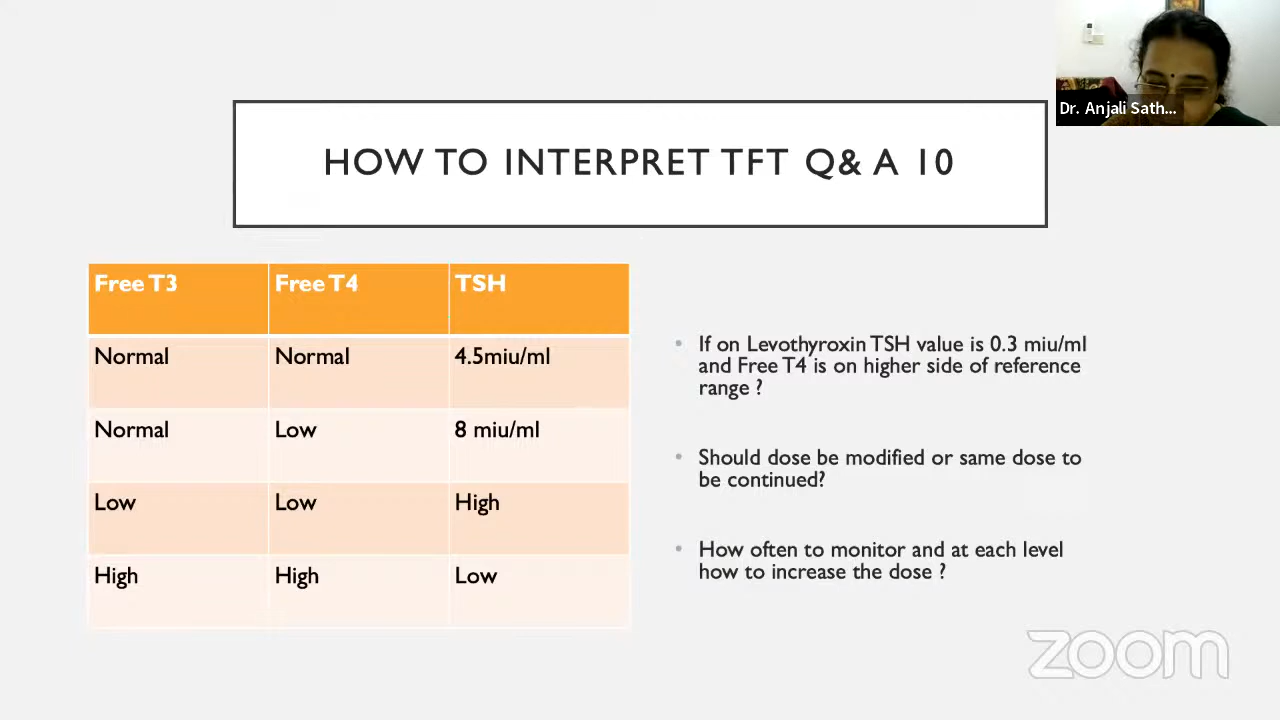 Dr. Anjali Sath...
HOW TO INTERPRET TFT Q& A 10
Free T3 Free T4 TSH
Normal Normal 4.5miu/ml
Normal Low 8 miu/ml
Low Low High
High High Low
• If on Levothyroxin TSH value is 0.3 miu/ml
and Free T4 is on higher side of reference
range ?
• Should dose be modified or same dose to
be continued?
• How often to monitor and at each level
how to increase the dose ?
zoom